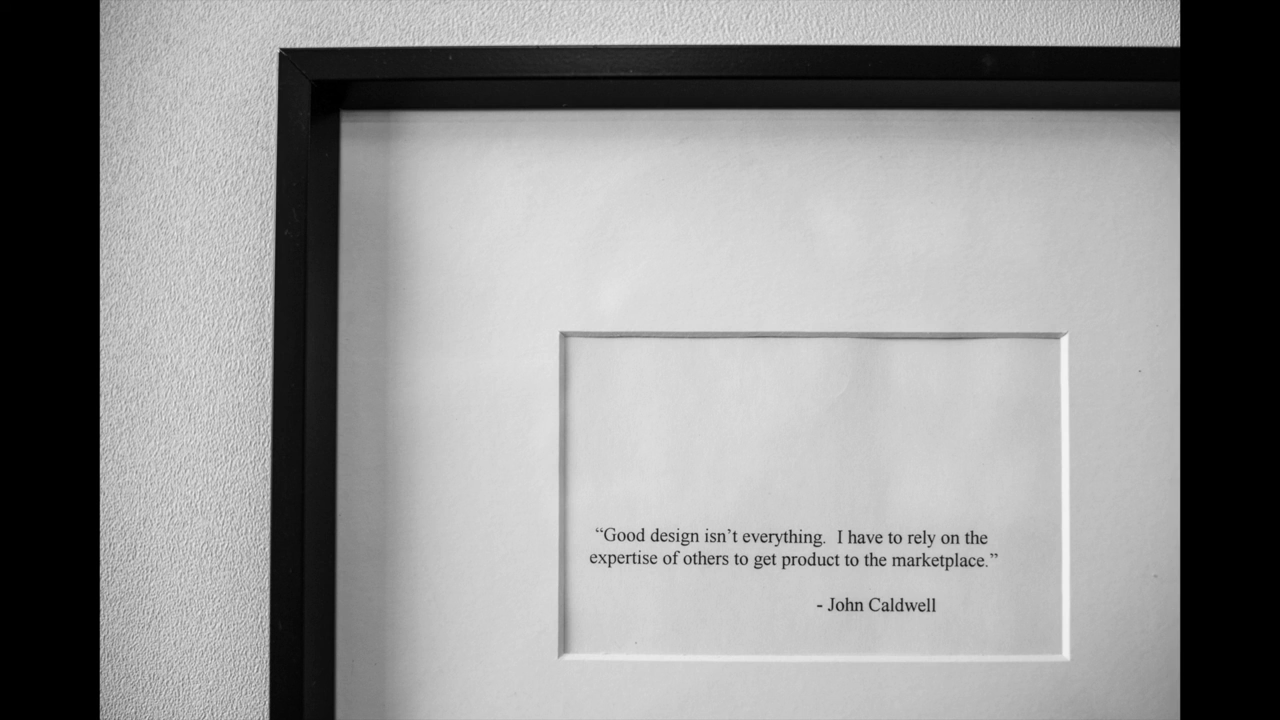 “Good design isn’t everything.  I have to rely on the
expertise of others to get product to the marketplace.”
- John Caldwell